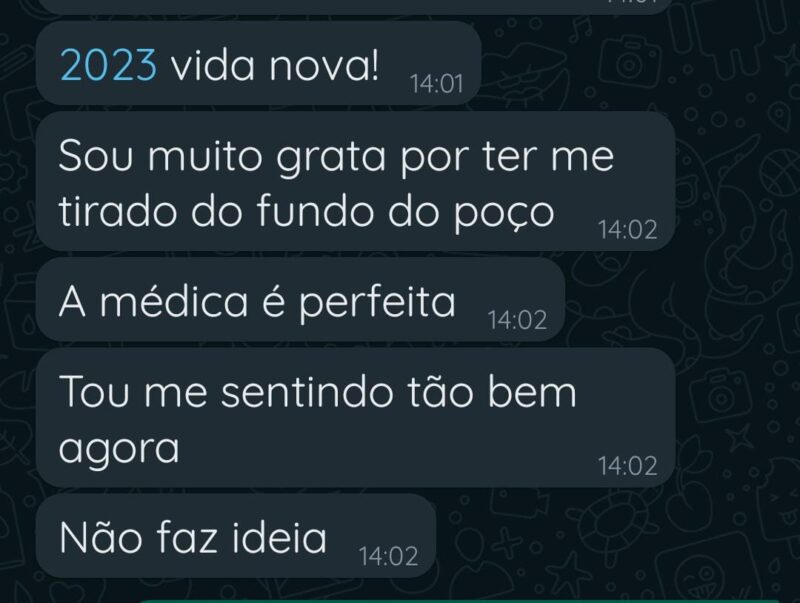 2023 vida nova! 14:01
Sou muito grata por ter me
tirado do fundo do poço 14:02
A médica é perfeita 14:02
Tou me sentindo tão bem
agora 14:02
Não faz ideia 14:02